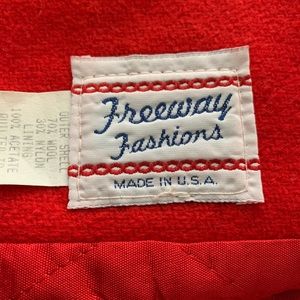 Freeway
Fashions
MADE IN U.S.A.
OUTER SHELL
70% WOOL
30% NYLON
LINING
100% ACETATE